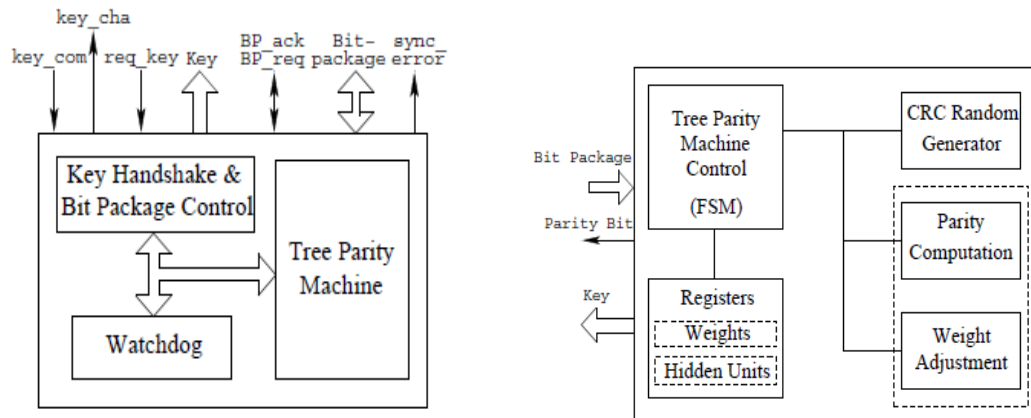 key_cha
key_com
req_key
Key
BP_ack
BP_req
Bit-
package
sync_
error
Key Handshake &
Bit Package Control
Tree Parity
Machine
Watchdog
Bit Package
Parity Bit
Key
Tree Parity
Machine
Control
(FSM)
Registers
Weights
Hidden Units
CRC Random
Generator
Parity
Computation
Weight
Adjustment